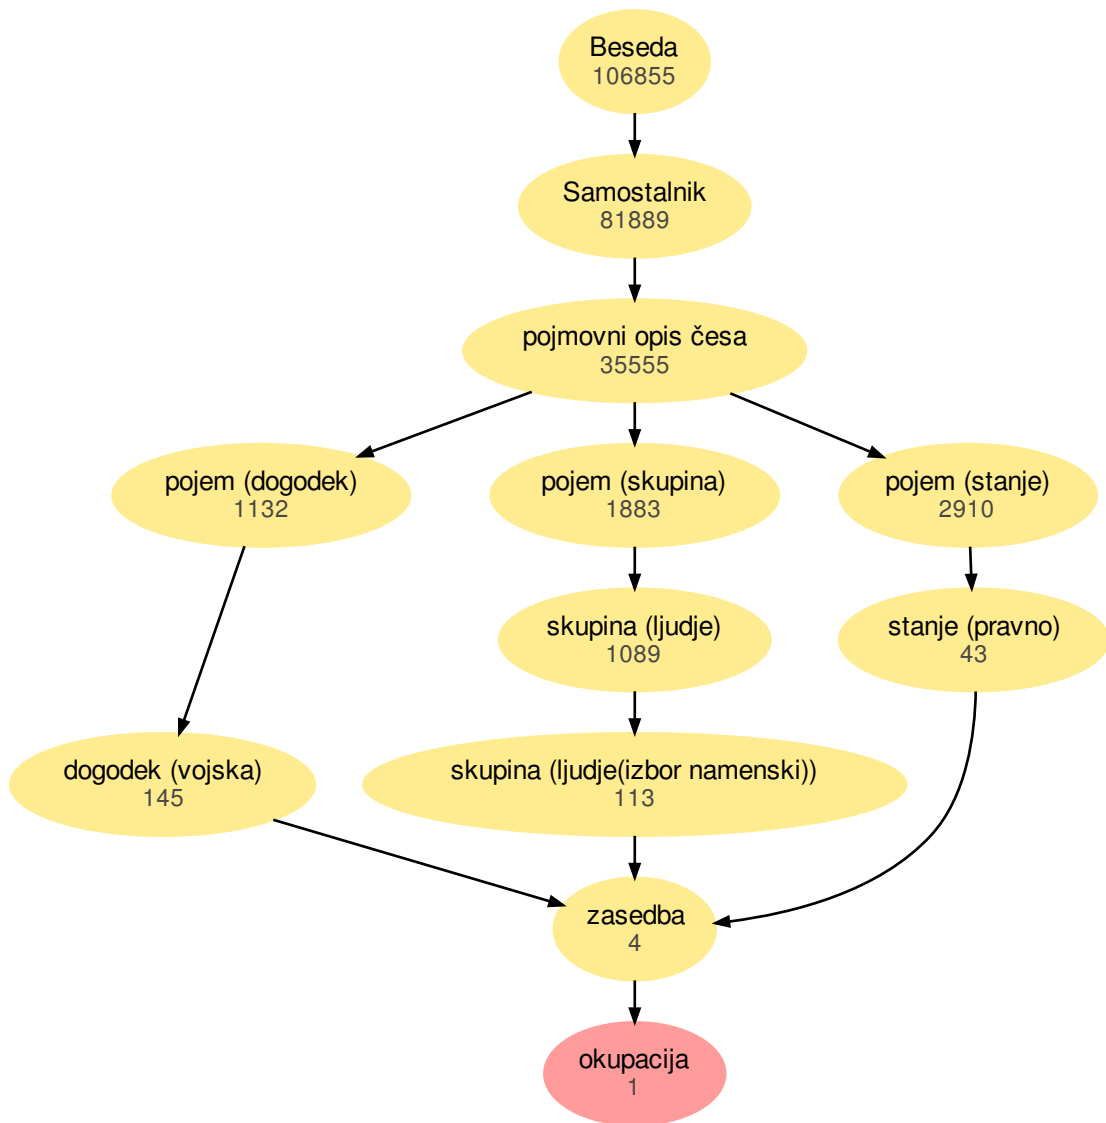 Beseda
106855
Samostalnik
81889
pojmovni opis česa
35555
pojem (dogodek)
1132
pojem (skupina)
1883
pojem (stanje)
2910
skupina (ljudje)
1089
stanje (pravno)
43
dogodek (vojska)
145
skupina (ljudje(izbor namenski))
113
zasedba
4
okupacija
1